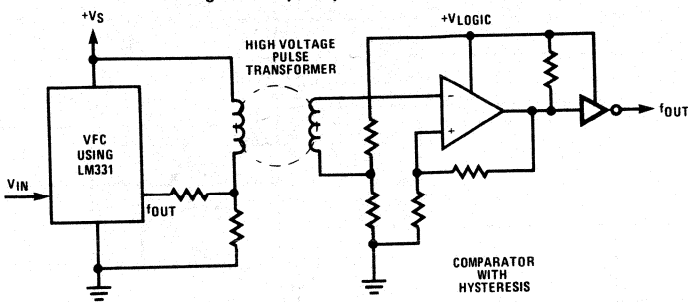 +VS
HIGH VOLTAGE
PULSE
TRANSFORMER
+VLOGIC
VFC
USING
LM331
VIN
fOUT
−
+
fOUT
COMPARATOR
WITH
HYSTERESIS